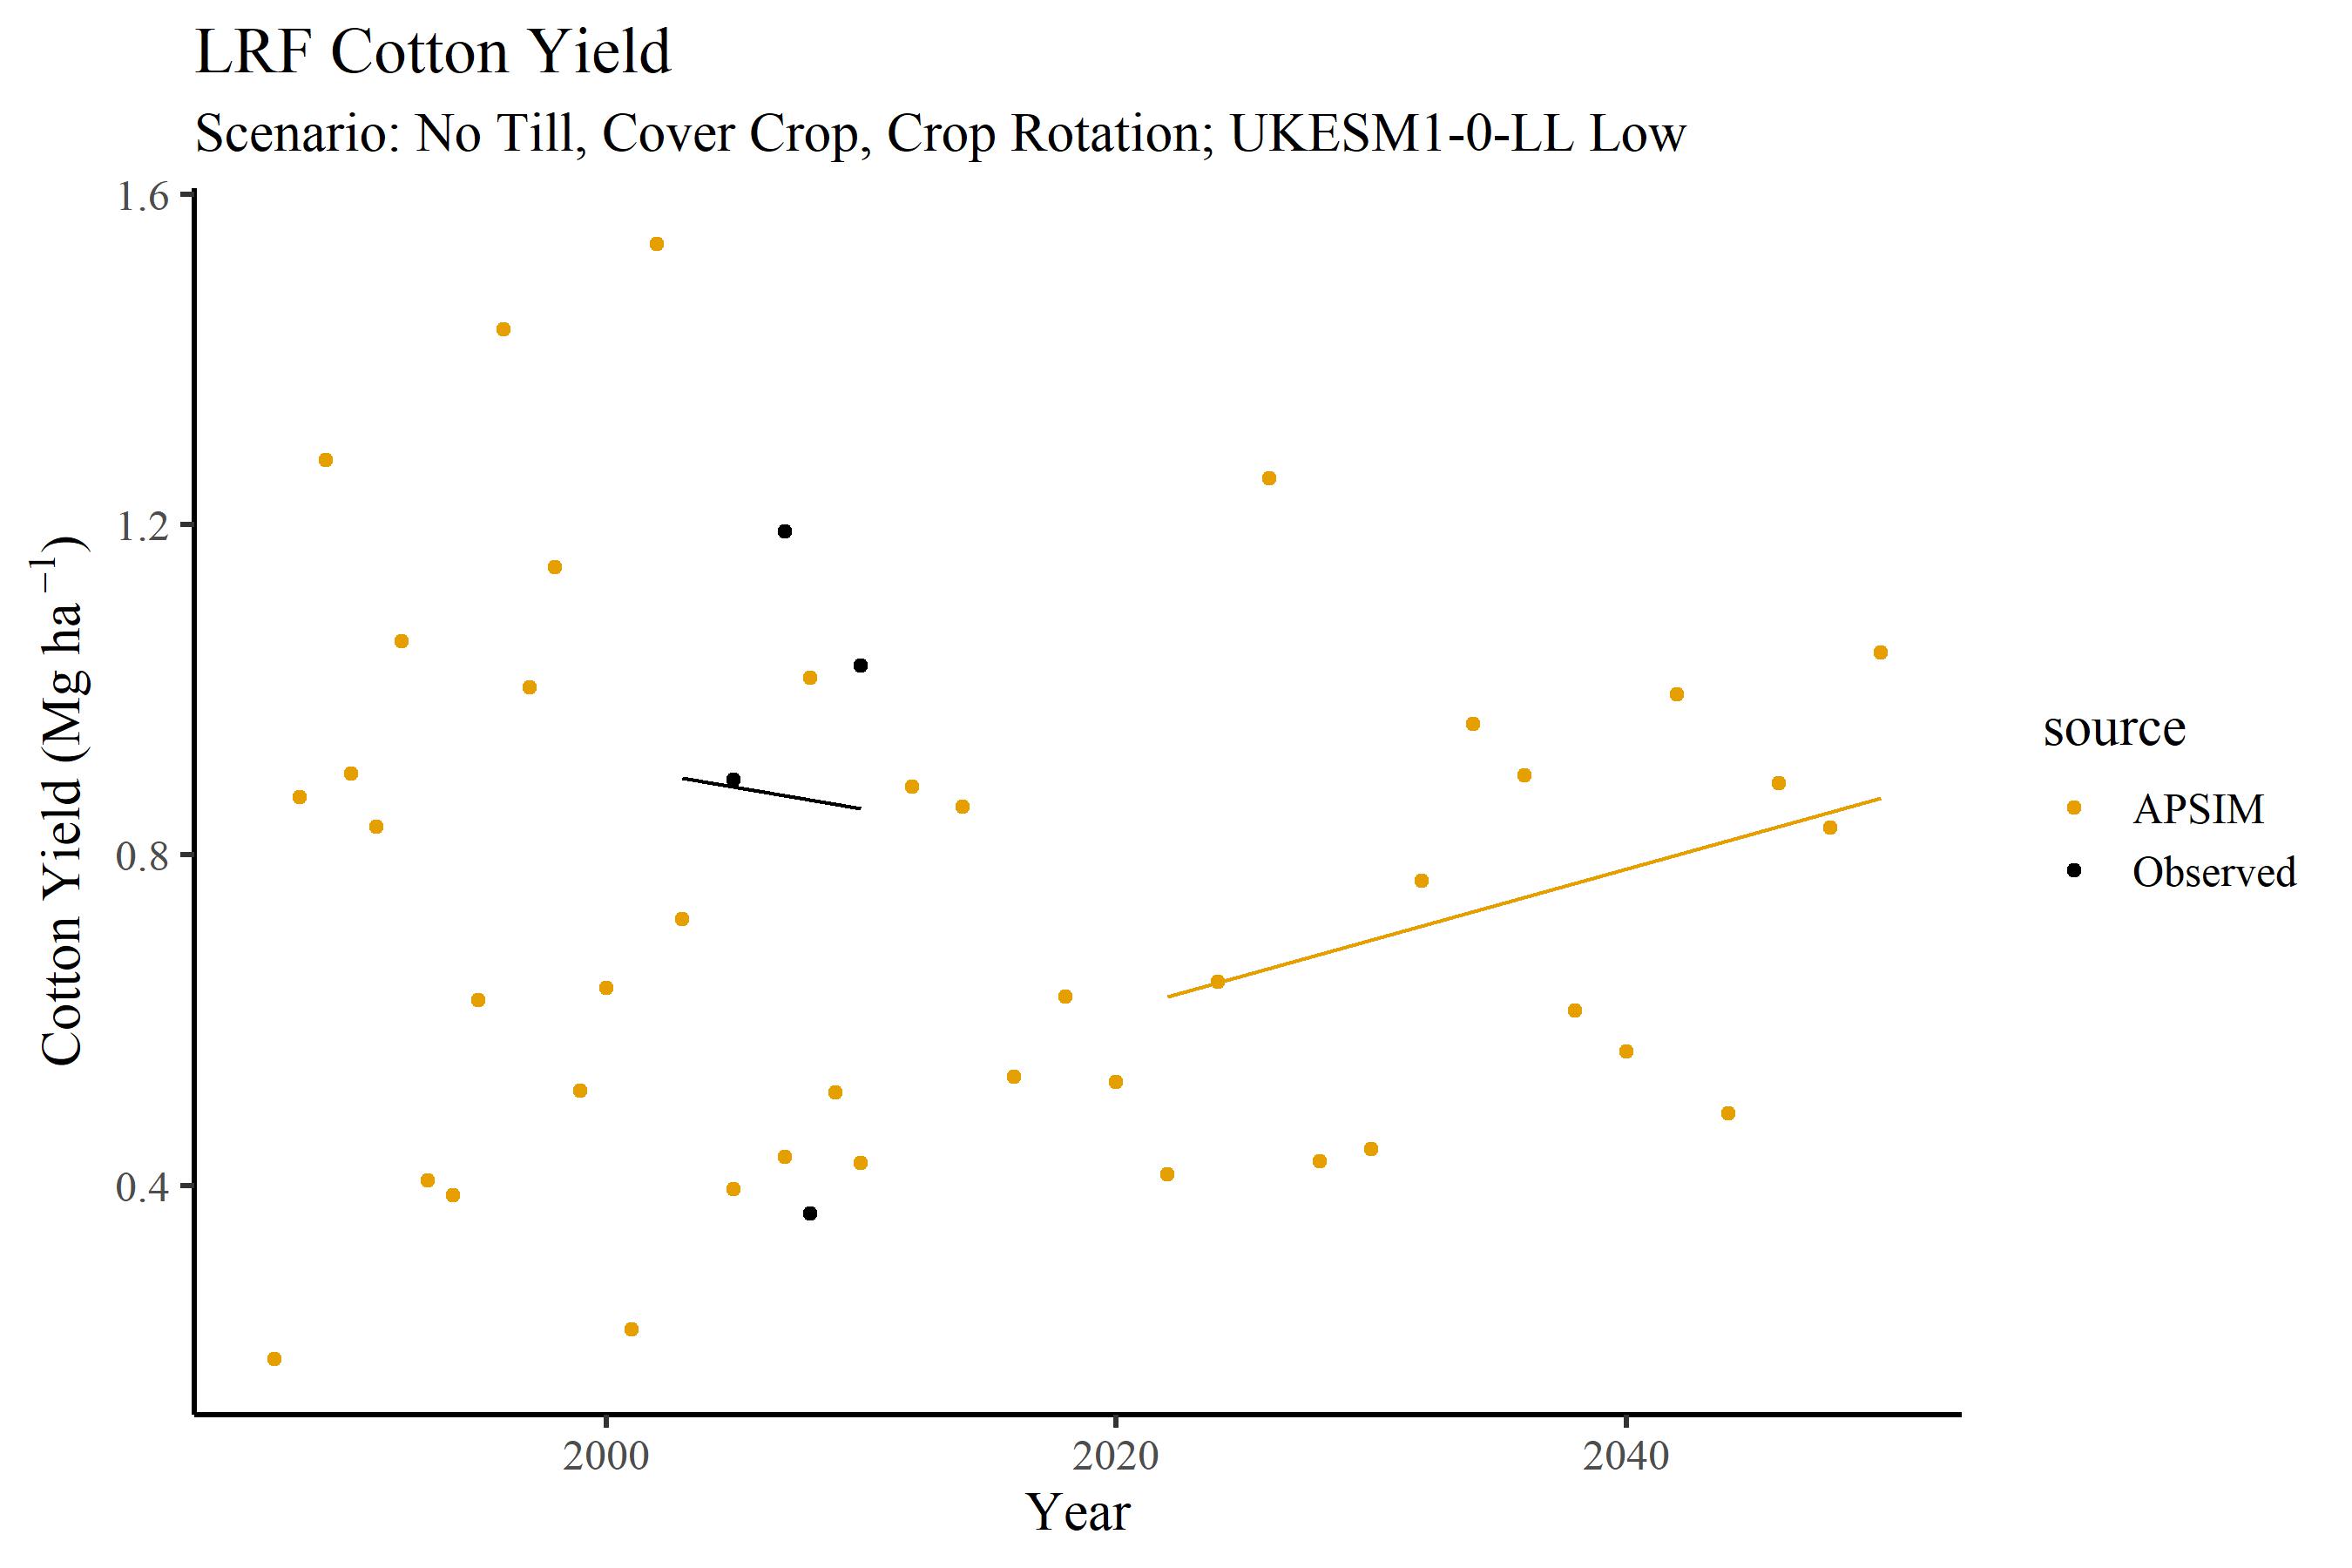 LRF Cotton Yield
Scenario: No Till, Cover Crop, Crop Rotation; UKESM1-0-LL Low
Cotton Yield (Mg ha⁻¹)
1.6
1.2
0.8
0.4
2000
2020
2040
Year
source
APSIM
Observed